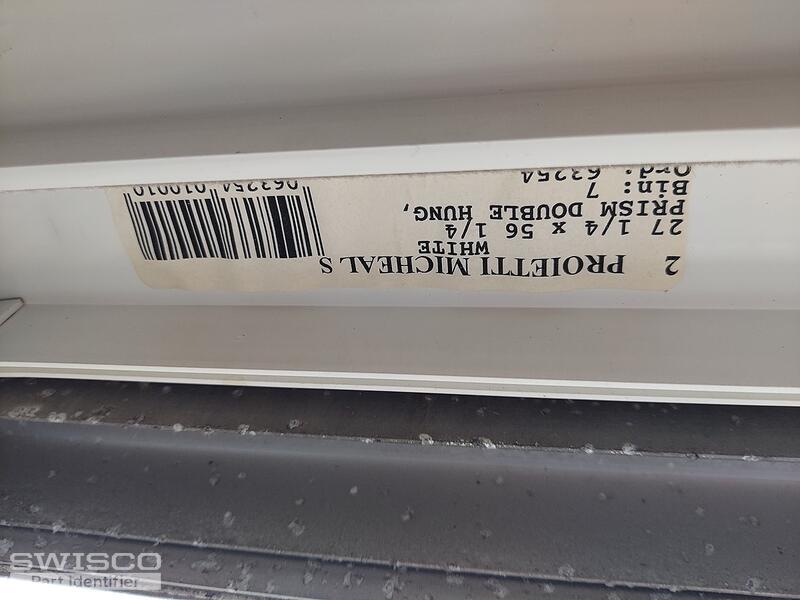 2 PROIETTI MICHEAL S
WHITE
27 1/4 x 56 1/4
PRISM DOUBLE HUNG,
Bin: 7
Ord: 63254
063254 010010
SWISCO
Part Identifier